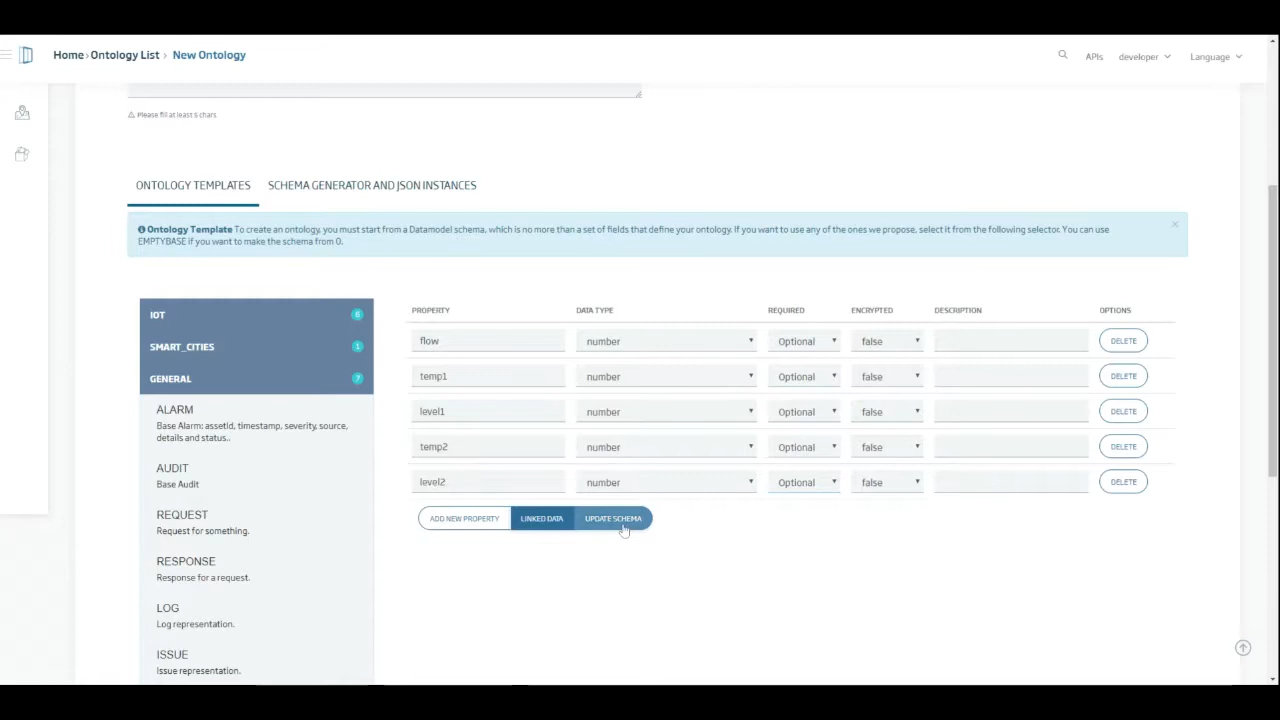 Home › Ontology List › New Ontology
APIs developer Language
⚠ Please fill at least 6 chars
ONTOLOGY TEMPLATES SCHEMA GENERATOR AND JSON INSTANCES
Ontology Template To create an ontology, you must start from a Datamodel schema, which is no more than a set of fields that define your ontology. If you want to use any of the ones we propose, select it from the following selector. You can use
EMPTYBASE if you want to make the schema from 0.
×
IOT 6
SMART_CITIES 1
GENERAL 7
ALARM
Base Alarm: assetId, timestamp, severity, source,
details and status..
AUDIT
Base Audit
REQUEST
Request for something.
RESPONSE
Response for a request.
LOG
Log representation.
ISSUE
Issue representation.
PROPERTY DATA TYPE REQUIRED ENCRYPTED DESCRIPTION OPTIONS
flow number Optional false DELETE
temp1 number Optional false DELETE
level1 number Optional false DELETE
temp2 number Optional false DELETE
level2 number Optional false DELETE
ADD NEW PROPERTY LINKED DATA UPDATE SCHEMA